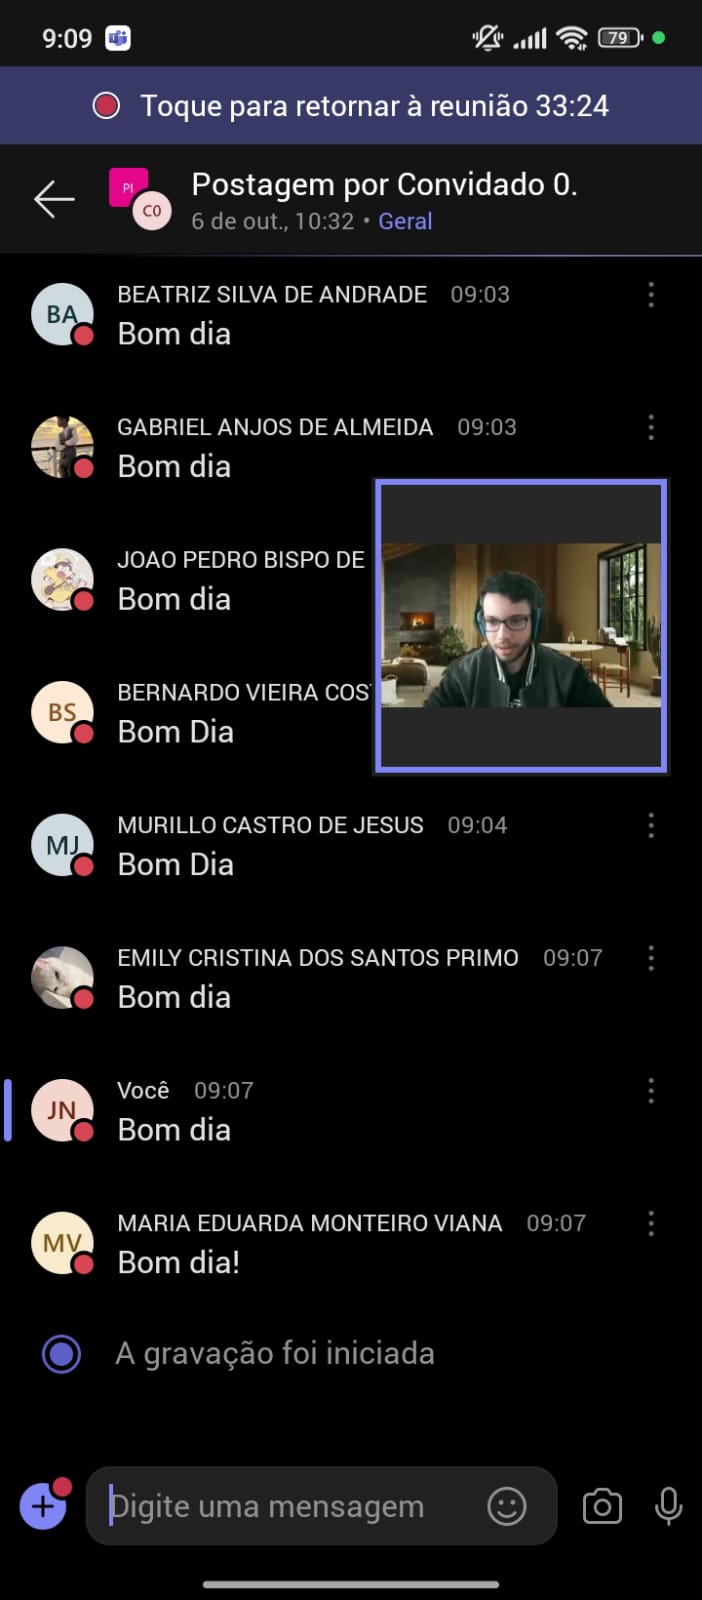 9:09
79
Toque para retornar à reunião 33:24
PI
C0
Postagem por Convidado 0.
6 de out., 10:32 • Geral
BA
BEATRIZ SILVA DE ANDRADE 09:03
Bom dia
GABRIEL ANJOS DE ALMEIDA 09:03
Bom dia
JOAO PEDRO BISPO DE
Bom dia
BS
BERNARDO VIEIRA COS
Bom Dia
MJ
MURILLO CASTRO DE JESUS 09:04
Bom Dia
EMILY CRISTINA DOS SANTOS PRIMO 09:07
Bom dia
JN
Você 09:07
Bom dia
MV
MARIA EDUARDA MONTEIRO VIANA 09:07
Bom dia!
A gravação foi iniciada
Digite uma mensagem